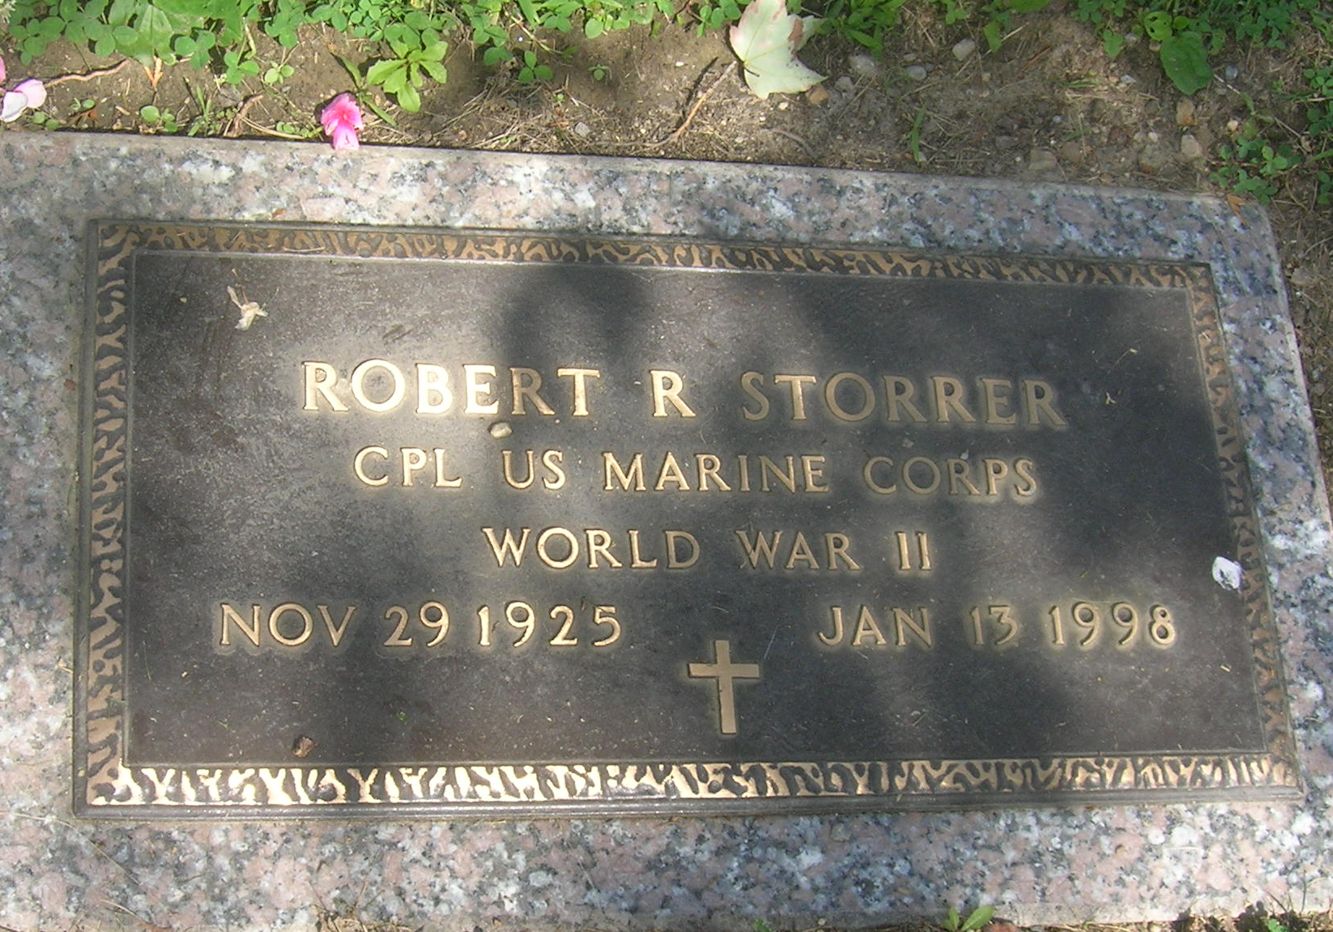 ROBERT R STORRER
CPL US MARINE CORPS
WORLD WAR II
NOV 29 1925 JAN 13 1998